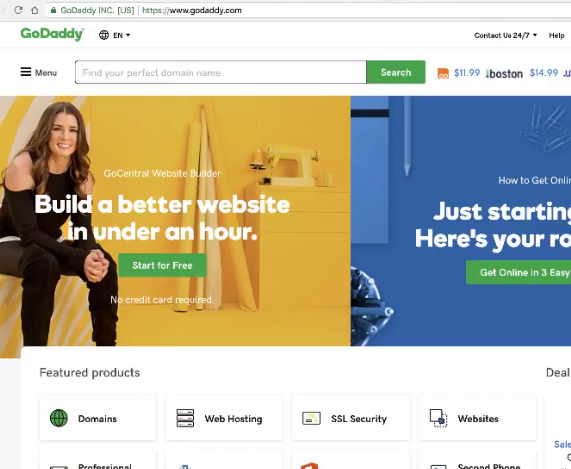 GoDaddy INC. [US] https://www.godaddy.com
GoDaddy EN Contact Us 24/7 Help
Menu Find your perfect domain name Search $11.99 .boston $14.99
GoCentral Website Builder
Build a better website
in under an hour.
Start for Free
No credit card required.
How to Get Onlin
Just starting
Here's your ro
Get Online in 3 Easy
Featured products Deal
Domains Web Hosting SSL Security Websites
Sale
Professional Second Phone